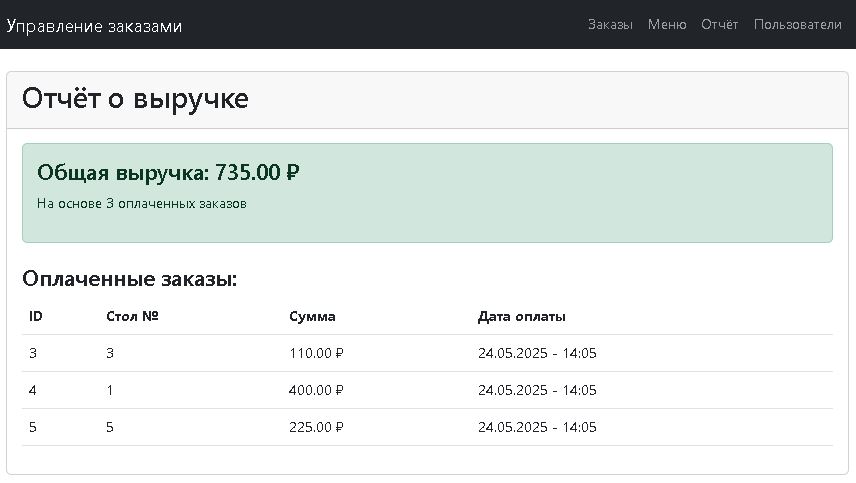 Управление заказами Заказы Меню Отчёт Пользователи
Отчёт о выручке
Общая выручка: 735.00 ₽
На основе 3 оплаченных заказов
Оплаченные заказы:
ID Стол № Сумма Дата оплаты
3 3 110.00 ₽ 24.05.2025 - 14:05
4 1 400.00 ₽ 24.05.2025 - 14:05
5 5 225.00 ₽ 24.05.2025 - 14:05